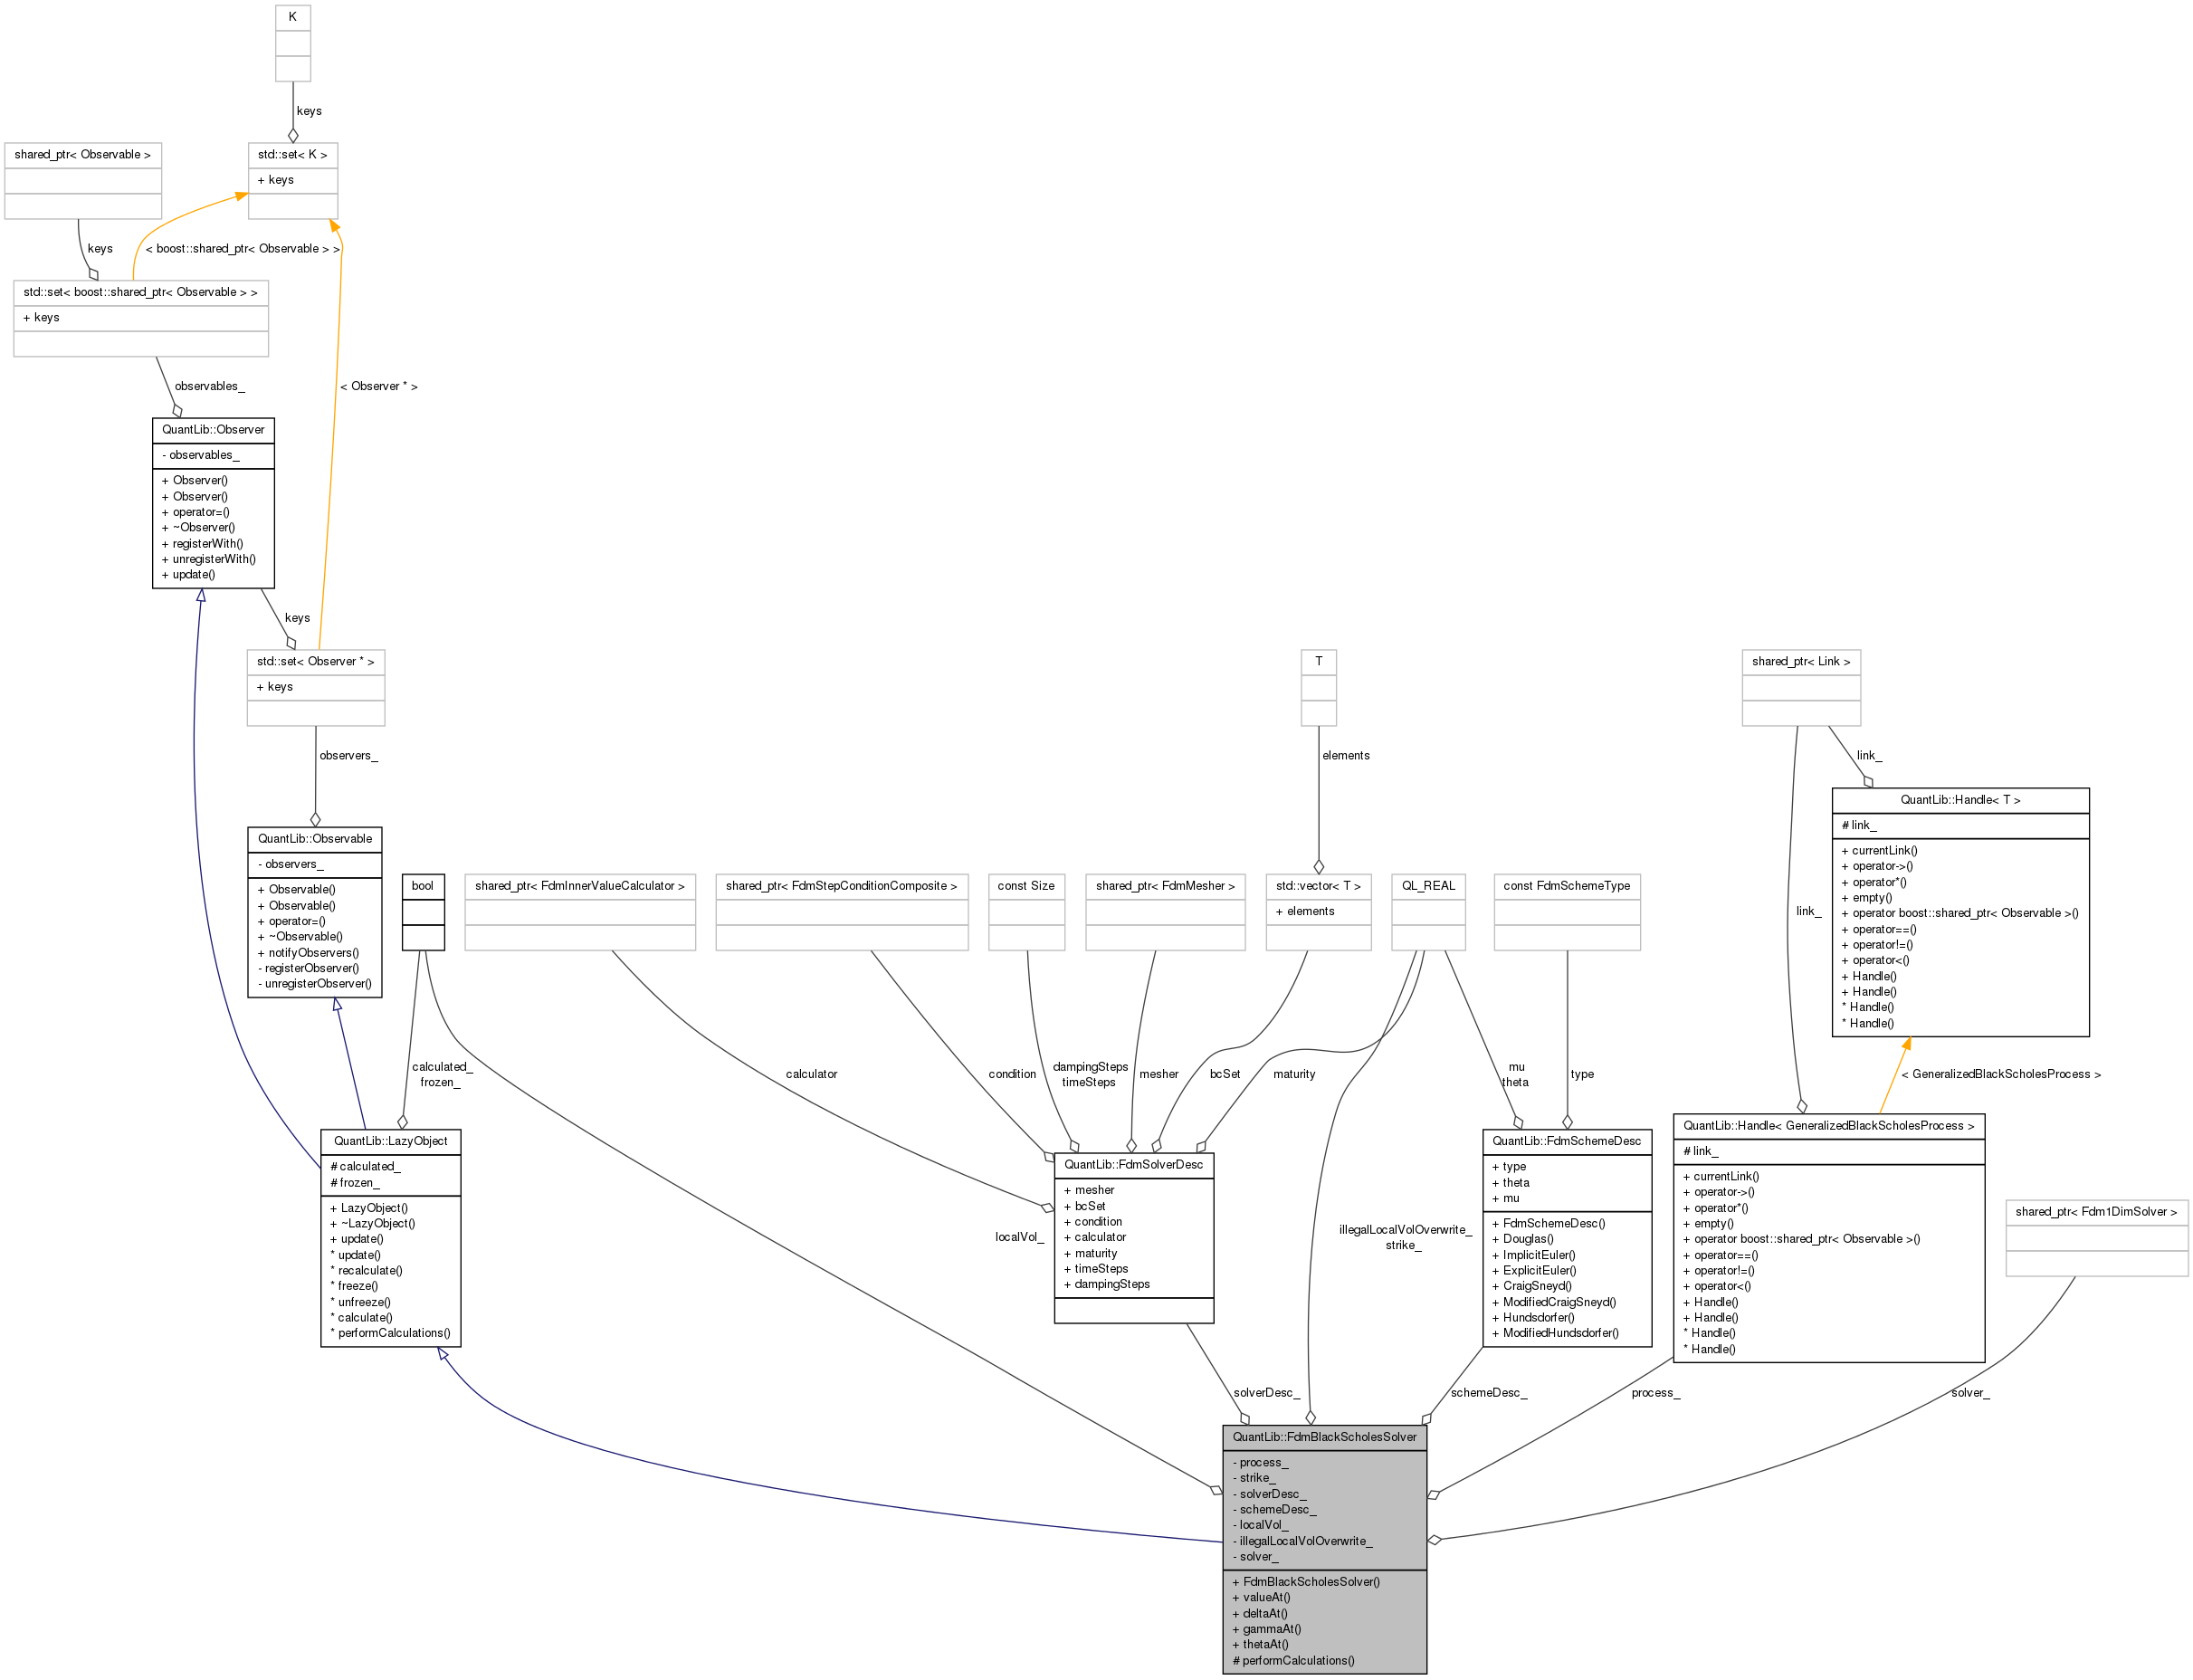 K
keys
shared_ptr< Observable >
std::set< K >
+ keys
keys
< boost::shared_ptr< Observable > >
std::set< boost::shared_ptr< Observable > >
+ keys
observables_
< Observer * >
QuantLib::Observer
- observables_
+ Observer()
+ Observer()
+ operator=()
+ ~Observer()
+ registerWith()
+ unregisterWith()
+ update()
keys
std::set< Observer * >
+ keys
observers_
QuantLib::Observable
- observers_
+ Observable()
+ Observable()
+ operator=()
+ ~Observable()
+ notifyObservers()
- registerObserver()
- unregisterObserver()
T
elements
shared_ptr< Link >
link_
QuantLib::Handle< T >
# link_
+ currentLink()
+ operator->()
+ operator*()
+ empty()
+ operator boost::shared_ptr< Observable >()
+ operator==()
+ operator!=()
+ operator<()
+ Handle()
+ Handle()
* Handle()
* Handle()
bool
shared_ptr< FdmInnerValueCalculator >
shared_ptr< FdmStepConditionComposite >
const Size
shared_ptr< FdmMesher >
std::vector< T >
+ elements
QL_REAL
const FdmSchemeType
link_
calculated_
frozen_
calculator
condition
dampingSteps
timeSteps
mesher
bcSet
maturity
mu
theta
type
< GeneralizedBlackScholesProcess >
QuantLib::LazyObject
# calculated_
# frozen_
+ LazyObject()
+ ~LazyObject()
+ update()
* update()
* recalculate()
* freeze()
* unfreeze()
* calculate()
* performCalculations()
localVol_
QuantLib::FdmSolverDesc
+ mesher
+ bcSet
+ condition
+ calculator
+ maturity
+ timeSteps
+ dampingSteps
illegalLocalVolOverwrite_
strike_
QuantLib::FdmSchemeDesc
+ type
+ theta
+ mu
+ FdmSchemeDesc()
+ Douglas()
+ ImplicitEuler()
+ ExplicitEuler()
+ CraigSneyd()
+ ModifiedCraigSneyd()
+ Hundsdorfer()
+ ModifiedHundsdorfer()
QuantLib::Handle< GeneralizedBlackScholesProcess >
# link_
+ currentLink()
+ operator->()
+ operator*()
+ empty()
+ operator boost::shared_ptr< Observable >()
+ operator==()
+ operator!=()
+ operator<()
+ Handle()
+ Handle()
* Handle()
* Handle()
shared_ptr< Fdm1DimSolver >
solverDesc_
schemeDesc_
process_
solver_
QuantLib::FdmBlackScholesSolver
- process_
- strike_
- solverDesc_
- schemeDesc_
- localVol_
- illegalLocalVolOverwrite_
- solver_
+ FdmBlackScholesSolver()
+ valueAt()
+ deltaAt()
+ gammaAt()
+ thetaAt()
# performCalculations()